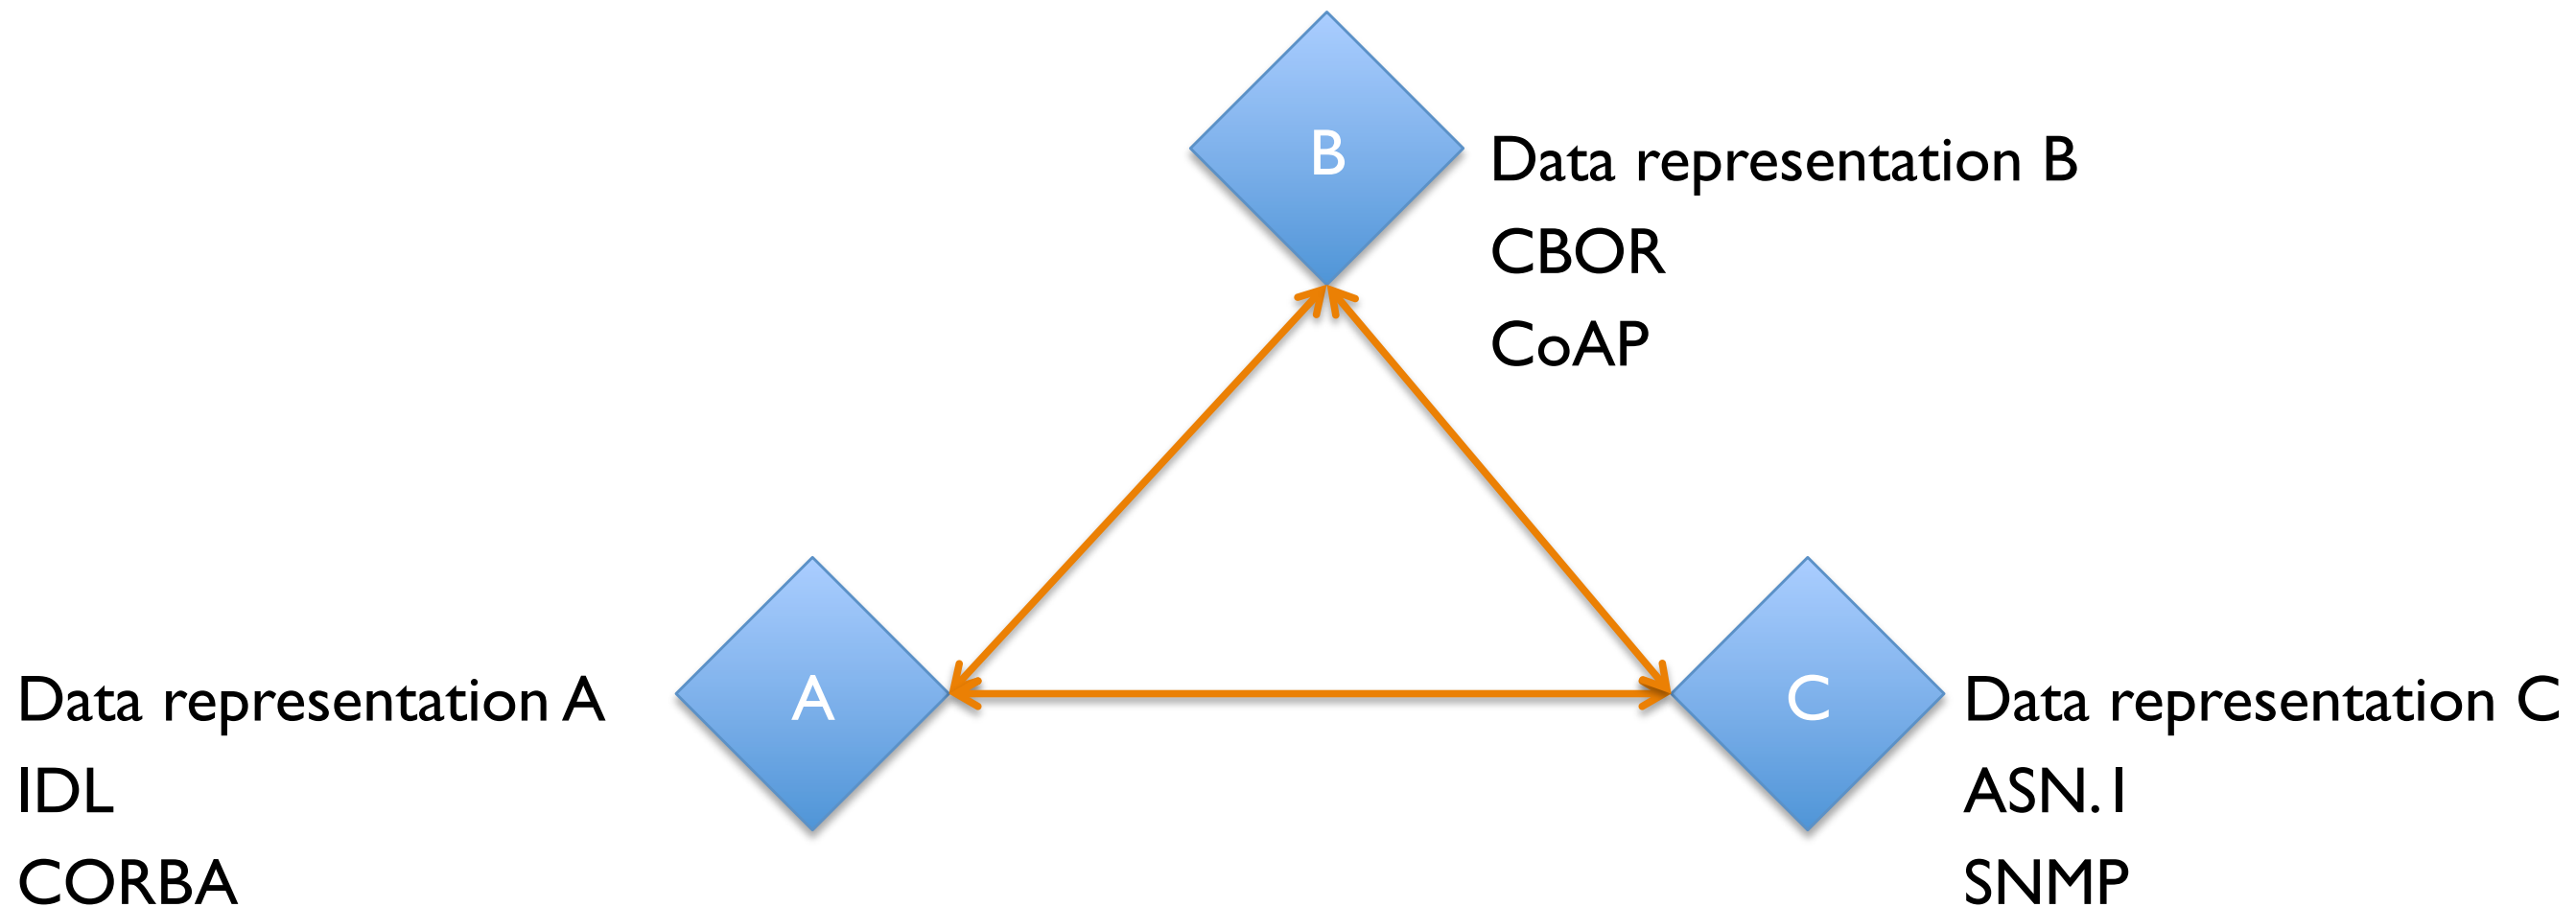 B
Data representation B
CBOR
CoAP
A
Data representation A
IDL
CORBA
C
Data representation C
ASN.1
SNMP